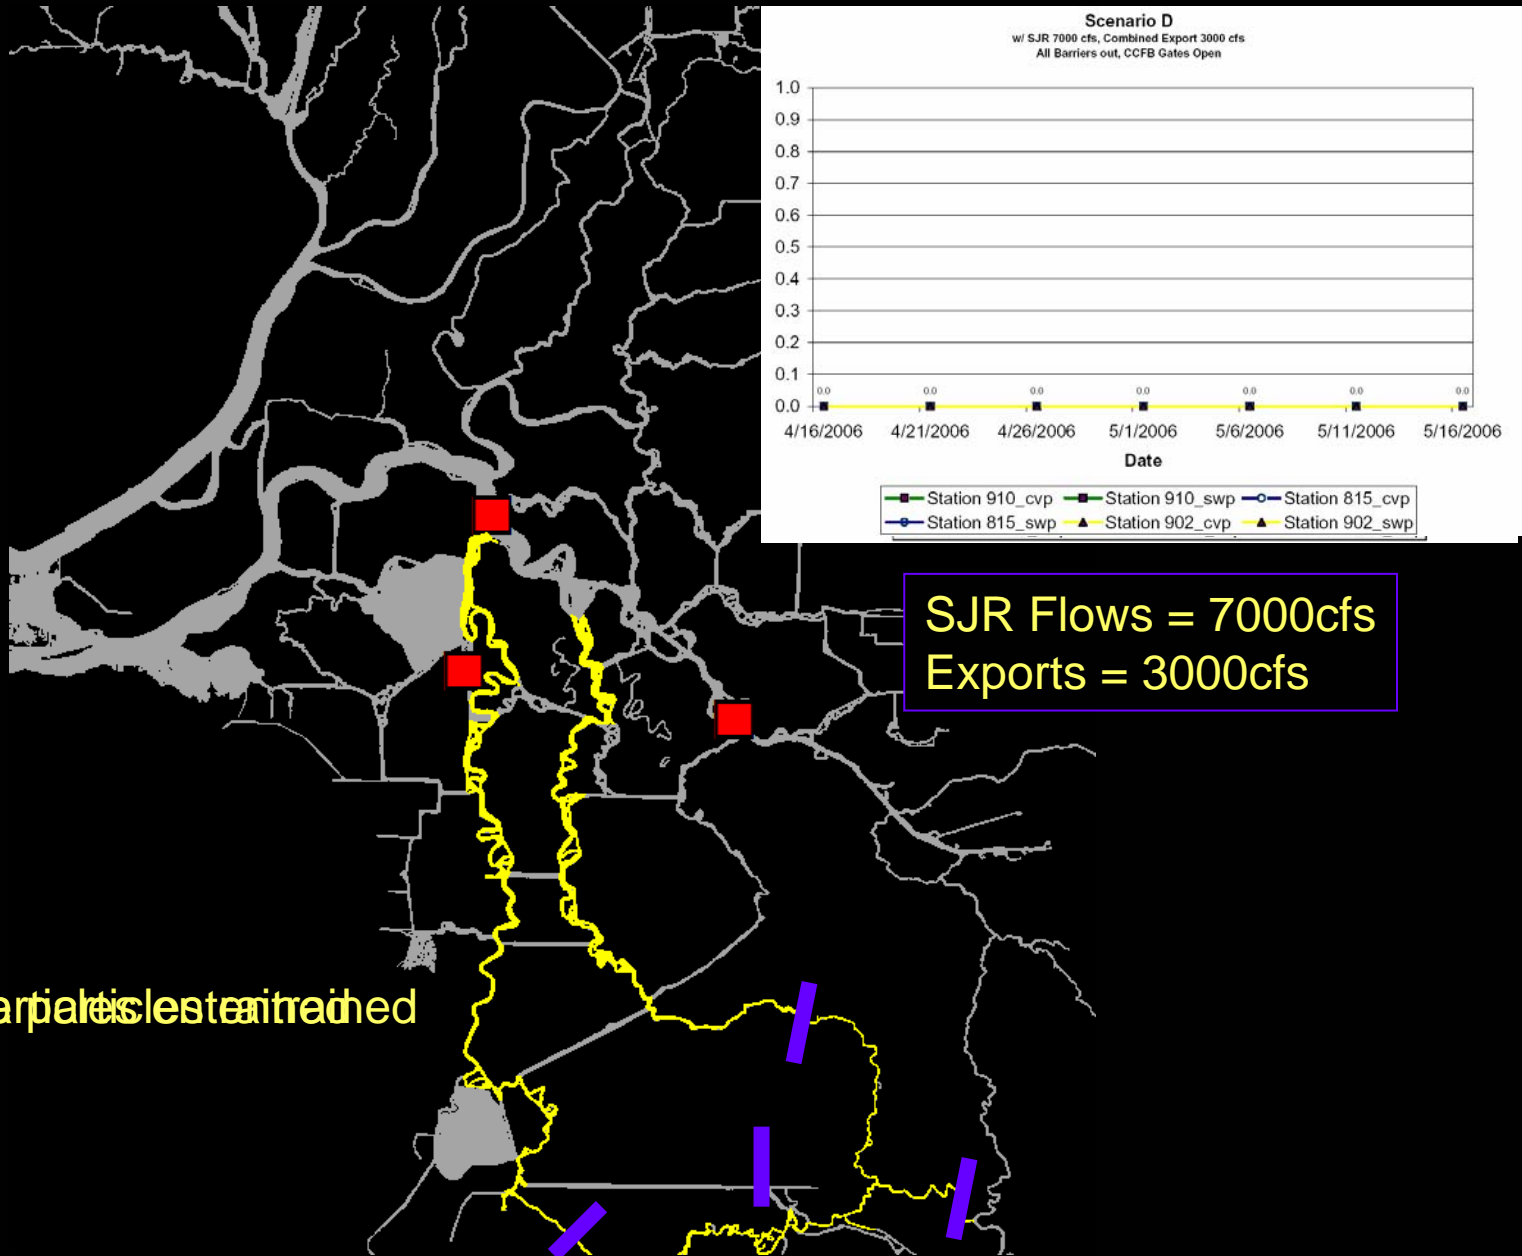 Scenario D
w/ SJR 7000 cfs, Combined Export 3000 cfs
All Barriers out, CCFB Gates Open
1.0
0.9
0.8
0.7
0.6
0.5
0.4
0.3
0.2
0.1
0.0
0.0 0.0 0.0 0.0 0.0 0.0 0.0
4/16/2006 4/21/2006 4/26/2006 5/1/2006 5/6/2006 5/11/2006 5/16/2006
Date
Station 910_cvp Station 910_swp Station 815_cvp
Station 815_swp Station 902_cvp Station 902_swp
SJR Flows = 7000cfs
Exports = 3000cfs